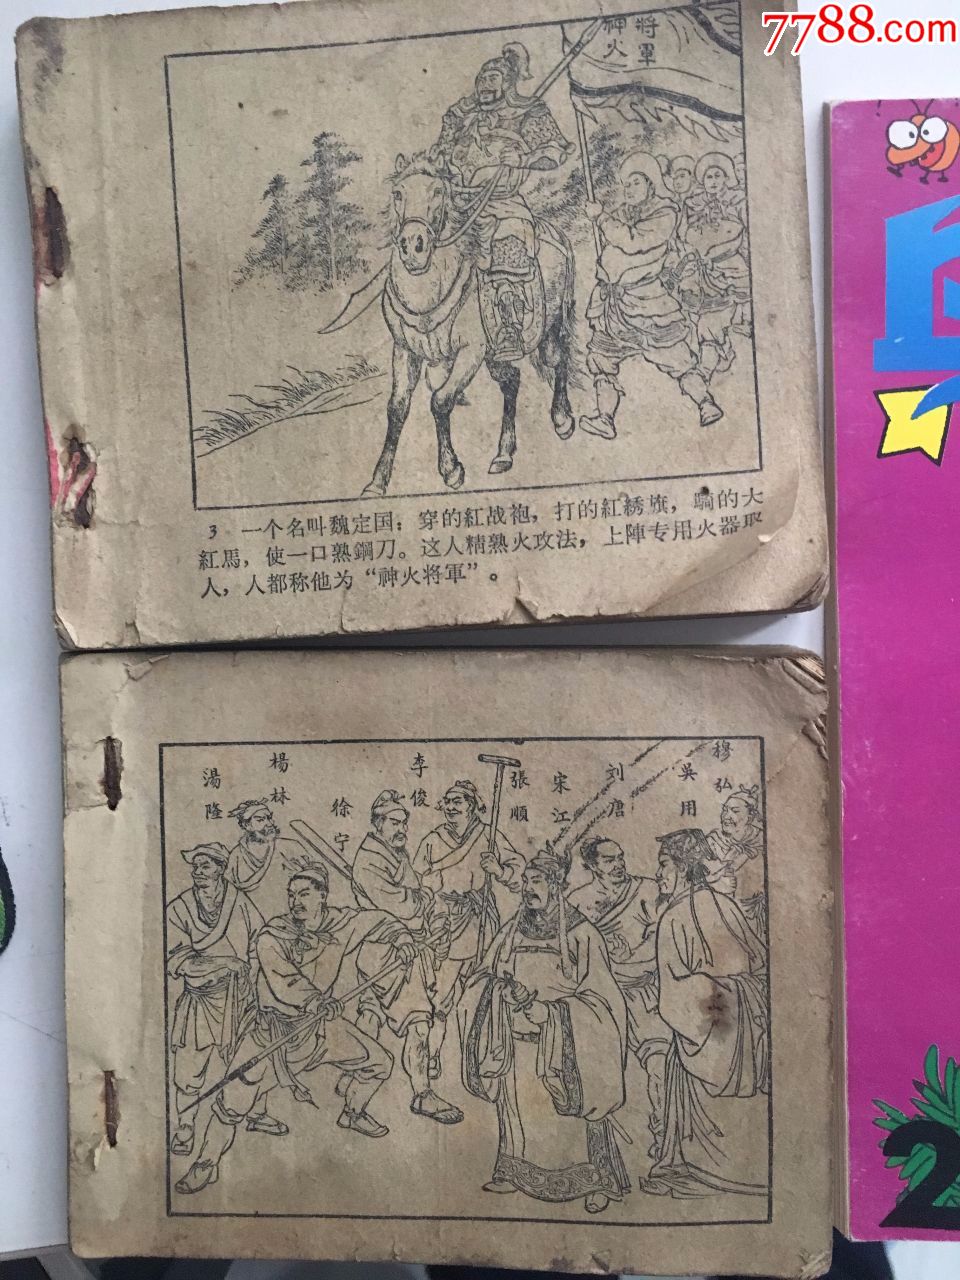 7788.com
神火
将軍
3 一个名叫魏定国：穿的紅战袍，打的紅綉旗，騎的大
紅馬，使一口熟鋼刀。这人精熟火攻法，上陣专用火器取
人，人都称他为“神火将軍”。
湯隆
楊林
徐宁
李俊
張順
宋江
刘唐
吳用
穆弘
2